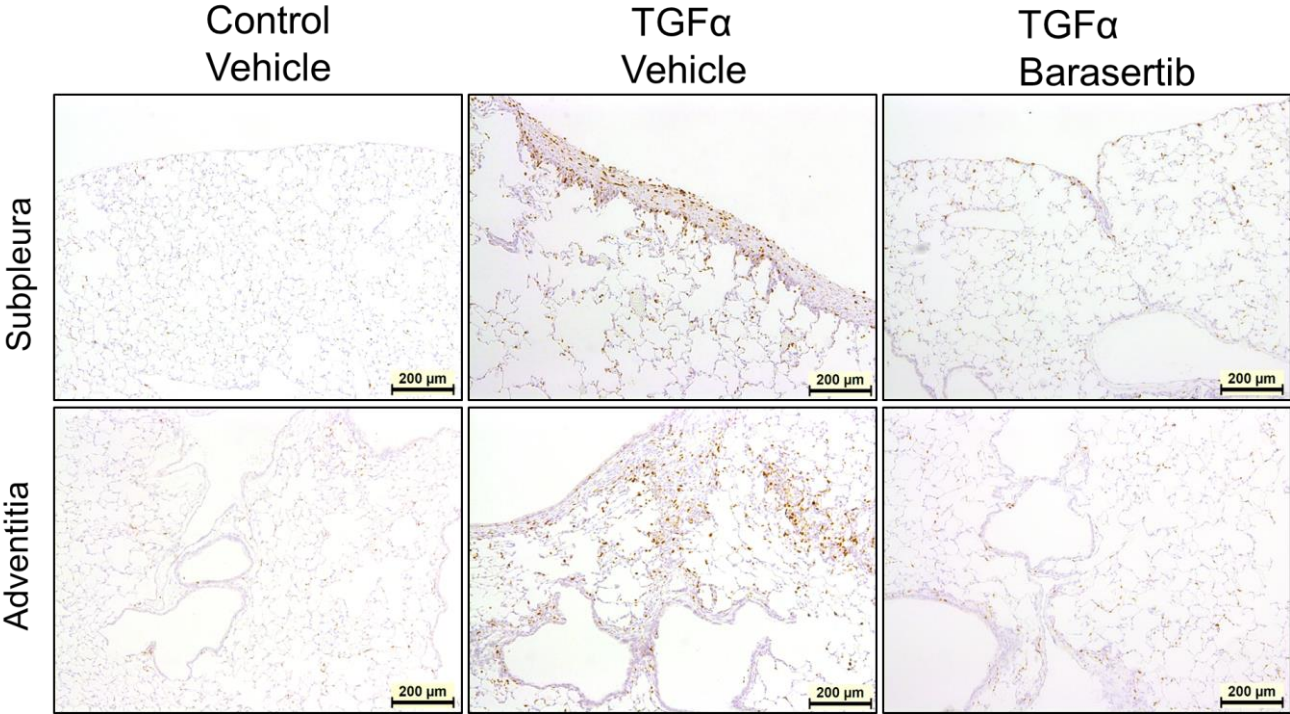 Control
Vehicle
TGFα
Vehicle
TGFα
Barasertib
Subpleura
200 µm
200 µm
200 µm
Adventitia
200 µm
200 µm
200 µm